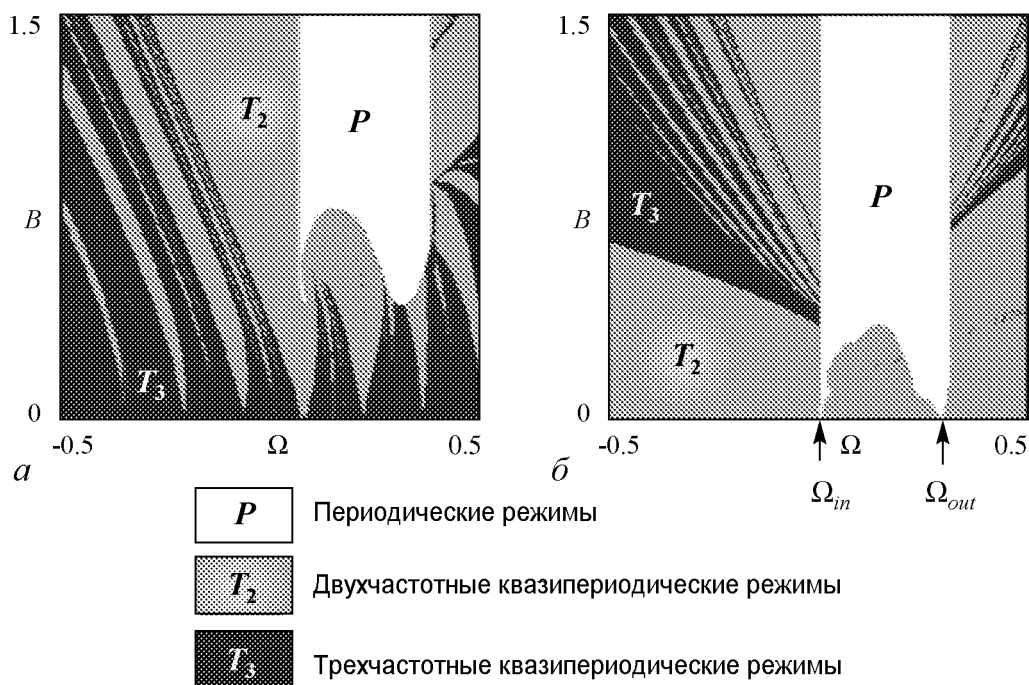 1.5
T₂
P
B
T₃
0
-0.5
Ω
0.5
а
1.5
P
T₃
B
T₂
0
-0.5
Ω
0.5
б
Ωin
Ωout
P Периодические режимы
T₂ Двухчастотные квазипериодические режимы
T₃ Трехчастотные квазипериодические режимы